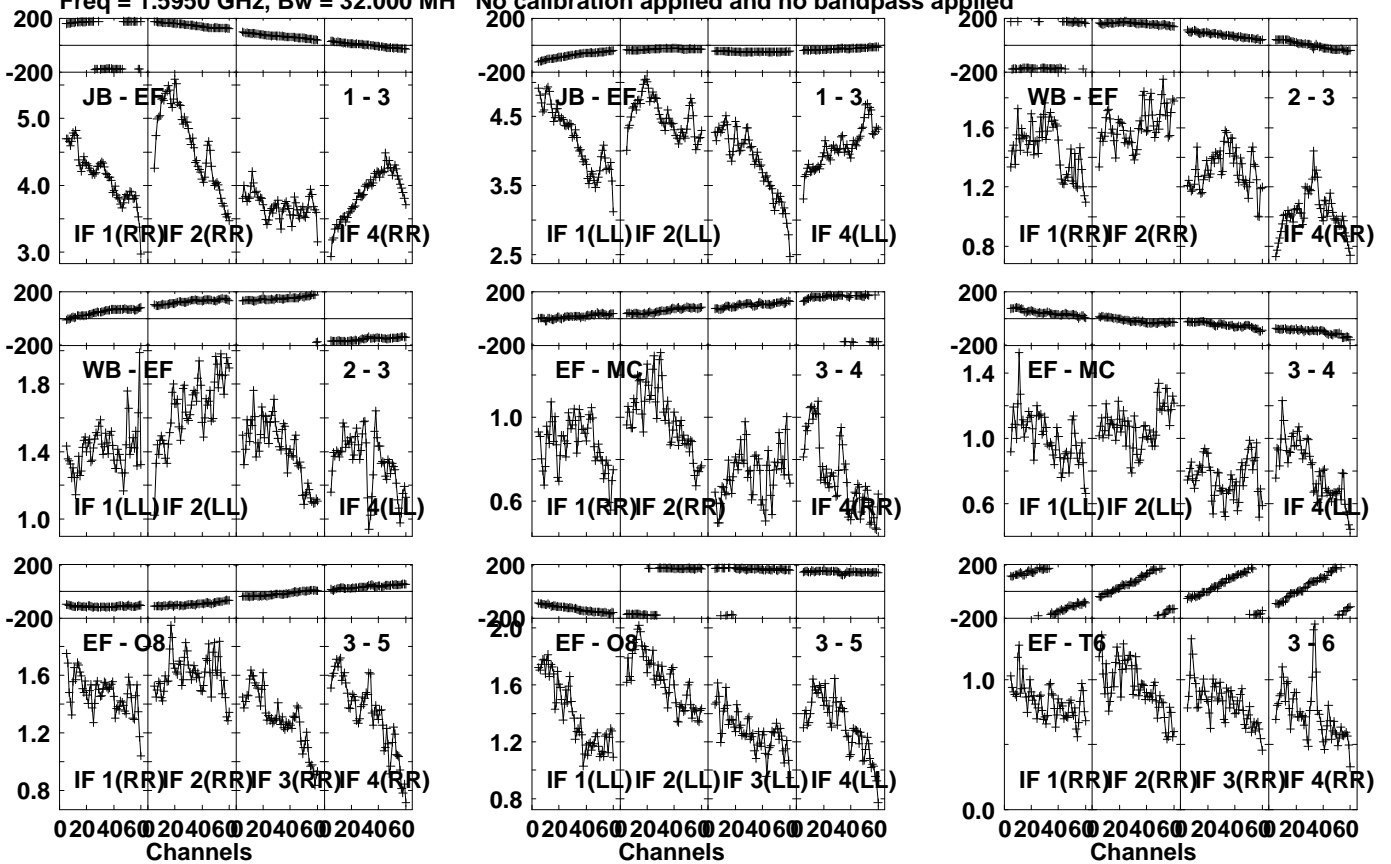 Freq = 1.5950 GHz, Bw = 32.000 MH No calibration applied and no bandpass applied
200
-200
JB - EF 1 - 3
5.0
4.0
3.0
IF 1(RR) IF 2(RR) IF 4(RR)
200
-200
JB - EF 1 - 3
4.5
3.5
2.5
IF 1(LL) IF 2(LL) IF 4(LL)
200
-200
WB - EF 2 - 3
1.6
1.2
0.8
IF 1(RR) IF 2(RR) IF 4(RR)
200
-200
WB - EF 2 - 3
1.8
1.4
1.0
IF 1(LL) IF 2(LL) IF 4(LL)
200
-200
EF - MC 3 - 4
1.0
0.6
IF 1(RR) IF 2(RR) IF 4(RR)
200
-200
EF - MC 3 - 4
1.4
1.0
0.6
IF 1(LL) IF 2(LL) IF 4(LL)
200
-200
EF - O8 3 - 5
1.6
1.2
0.8
IF 1(RR) IF 2(RR) IF 3(RR) IF 4(RR)
0 20 40 60 0 20 40 60 0 20 40 60 0 20 40 60
Channels
200
-200
2.0
EF - O8 3 - 5
1.6
1.2
0.8
IF 1(LL) IF 2(LL) IF 3(LL) IF 4(LL)
0 20 40 60 0 20 40 60 0 20 40 60 0 20 40 60
Channels
200
-200
EF - T6 3 - 6
1.0
0.0
IF 1(RR) IF 2(RR) IF 3(RR) IF 4(RR)
0 20 40 60 0 20 40 60 0 20 40 60 0 20 40 60
Channels